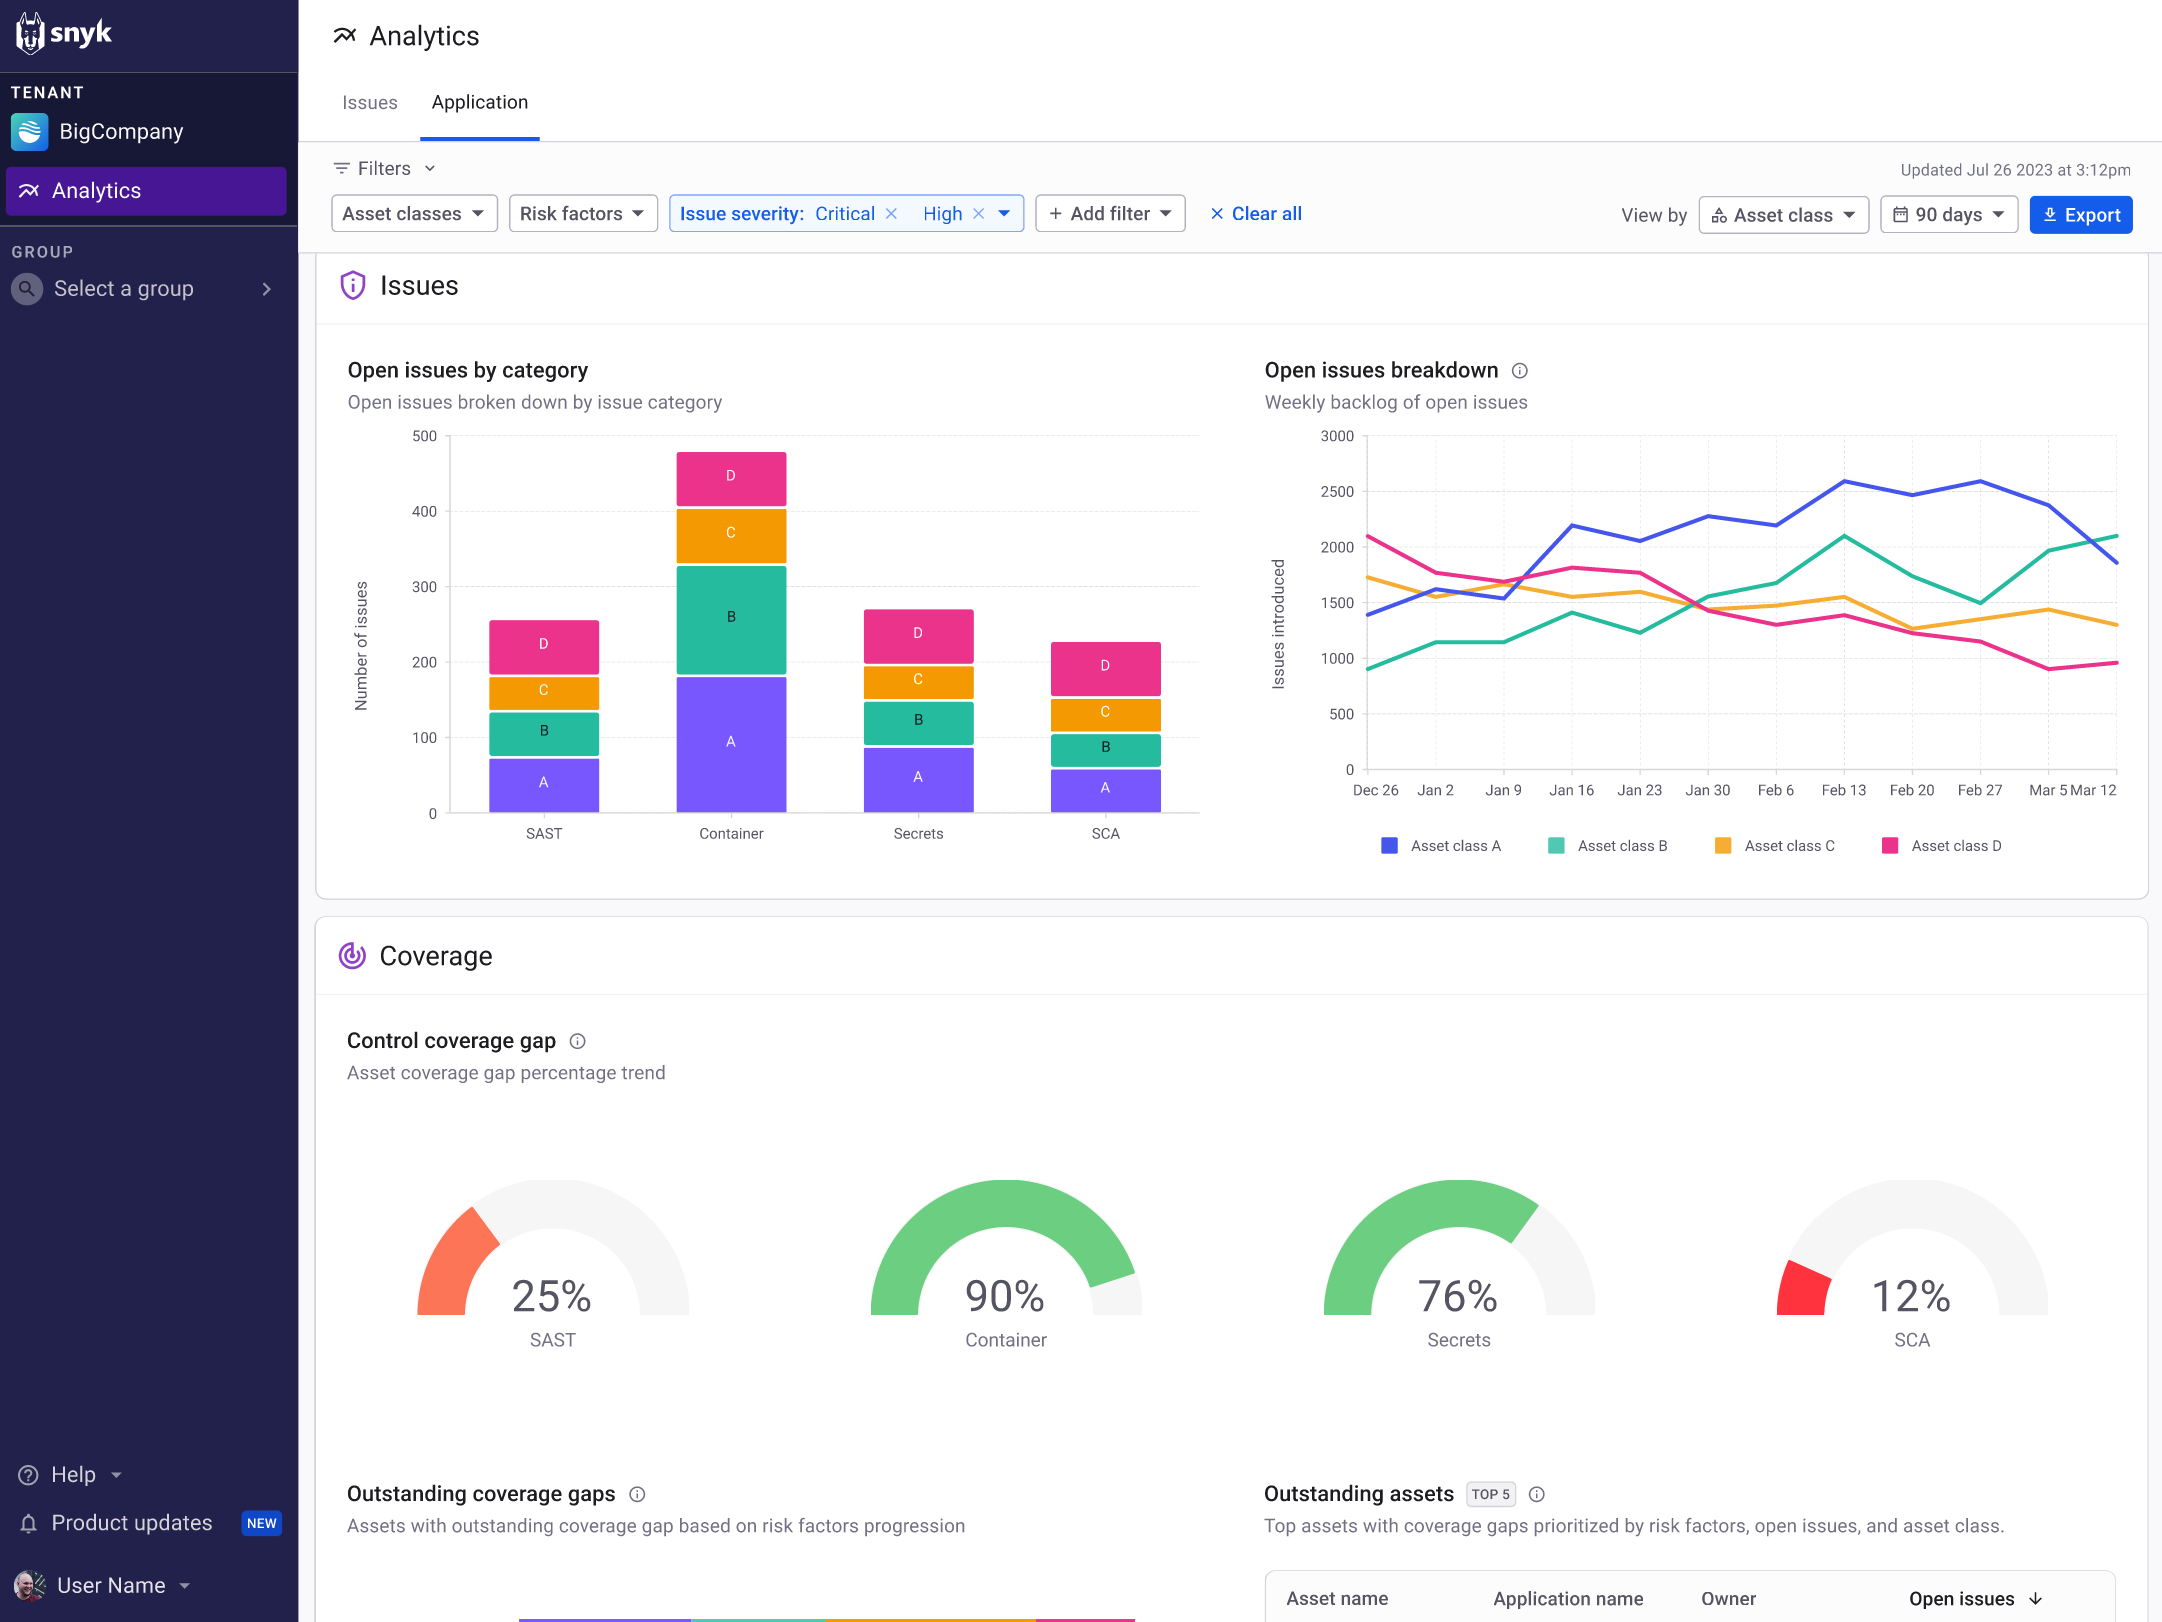 snyk
TENANT
BigCompany
Analytics
GROUP
Select a group
Help
Product updates NEW
User Name
Analytics
Issues Application
Filters
Updated Jul 26 2023 at 3:12pm
Asset classes Risk factors Issue severity: Critical High + Add filter Clear all View by Asset class 90 days Export
Issues
Open issues by category
Open issues broken down by issue category
Number of issues
500
400
300
200
100
0
D
C
B
A
D
C
B
A
D
C
B
A
D
C
B
A
SAST Container Secrets SCA
Open issues breakdown
Weekly backlog of open issues
Issues introduced
3000
2500
2000
1500
1000
500
0
Dec 26 Jan 2 Jan 9 Jan 16 Jan 23 Jan 30 Feb 6 Feb 13 Feb 20 Feb 27 Mar 5 Mar 12
Asset class A Asset class B Asset class C Asset class D
Coverage
Control coverage gap
Asset coverage gap percentage trend
25%
SAST
90%
Container
76%
Secrets
12%
SCA
Outstanding coverage gaps
Assets with outstanding coverage gap based on risk factors progression
Outstanding assets TOP 5
Top assets with coverage gaps prioritized by risk factors, open issues, and asset class.
Asset name Application name Owner Open issues